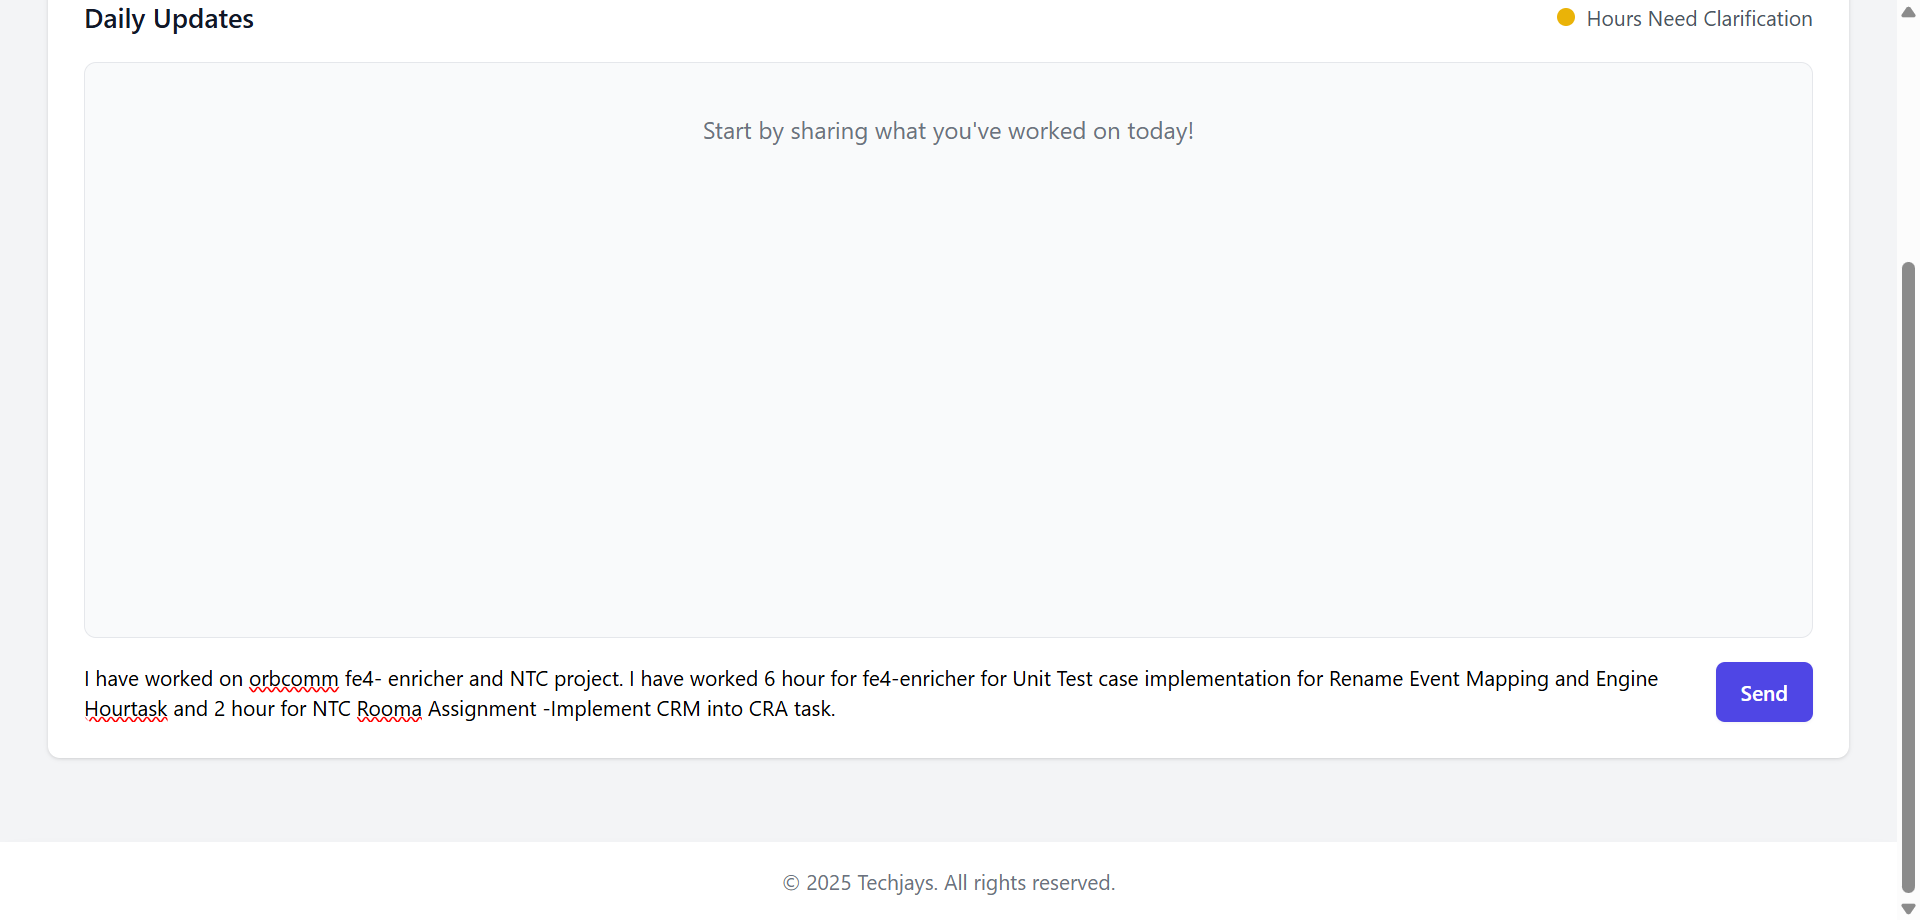 Daily Updates
Hours Need Clarification
Start by sharing what you've worked on today!
I have worked on orbcomm fe4- enricher and NTC project. I have worked 6 hour for fe4-enricher for Unit Test case implementation for Rename Event Mapping and Engine
Hourtask and 2 hour for NTC Rooma Assignment -Implement CRM into CRA task.
Send
© 2025 Techjays. All rights reserved.